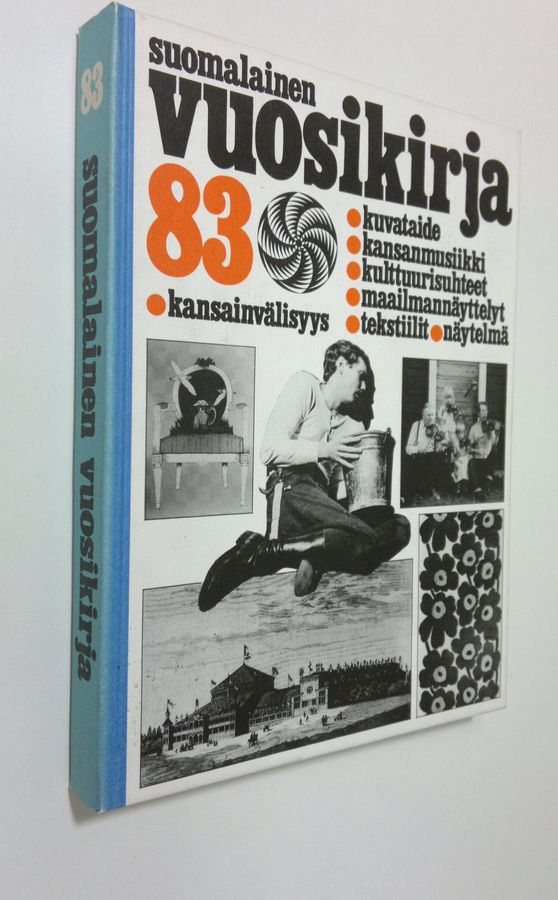 suomalainen
vuosikirja
83
kansainvälisyys
kuvataide
kansanmusiikki
kulttuurisuhteet
maailmannäyttelyt
tekstiilit • näytelmä
83 suomalainen vuosikirja